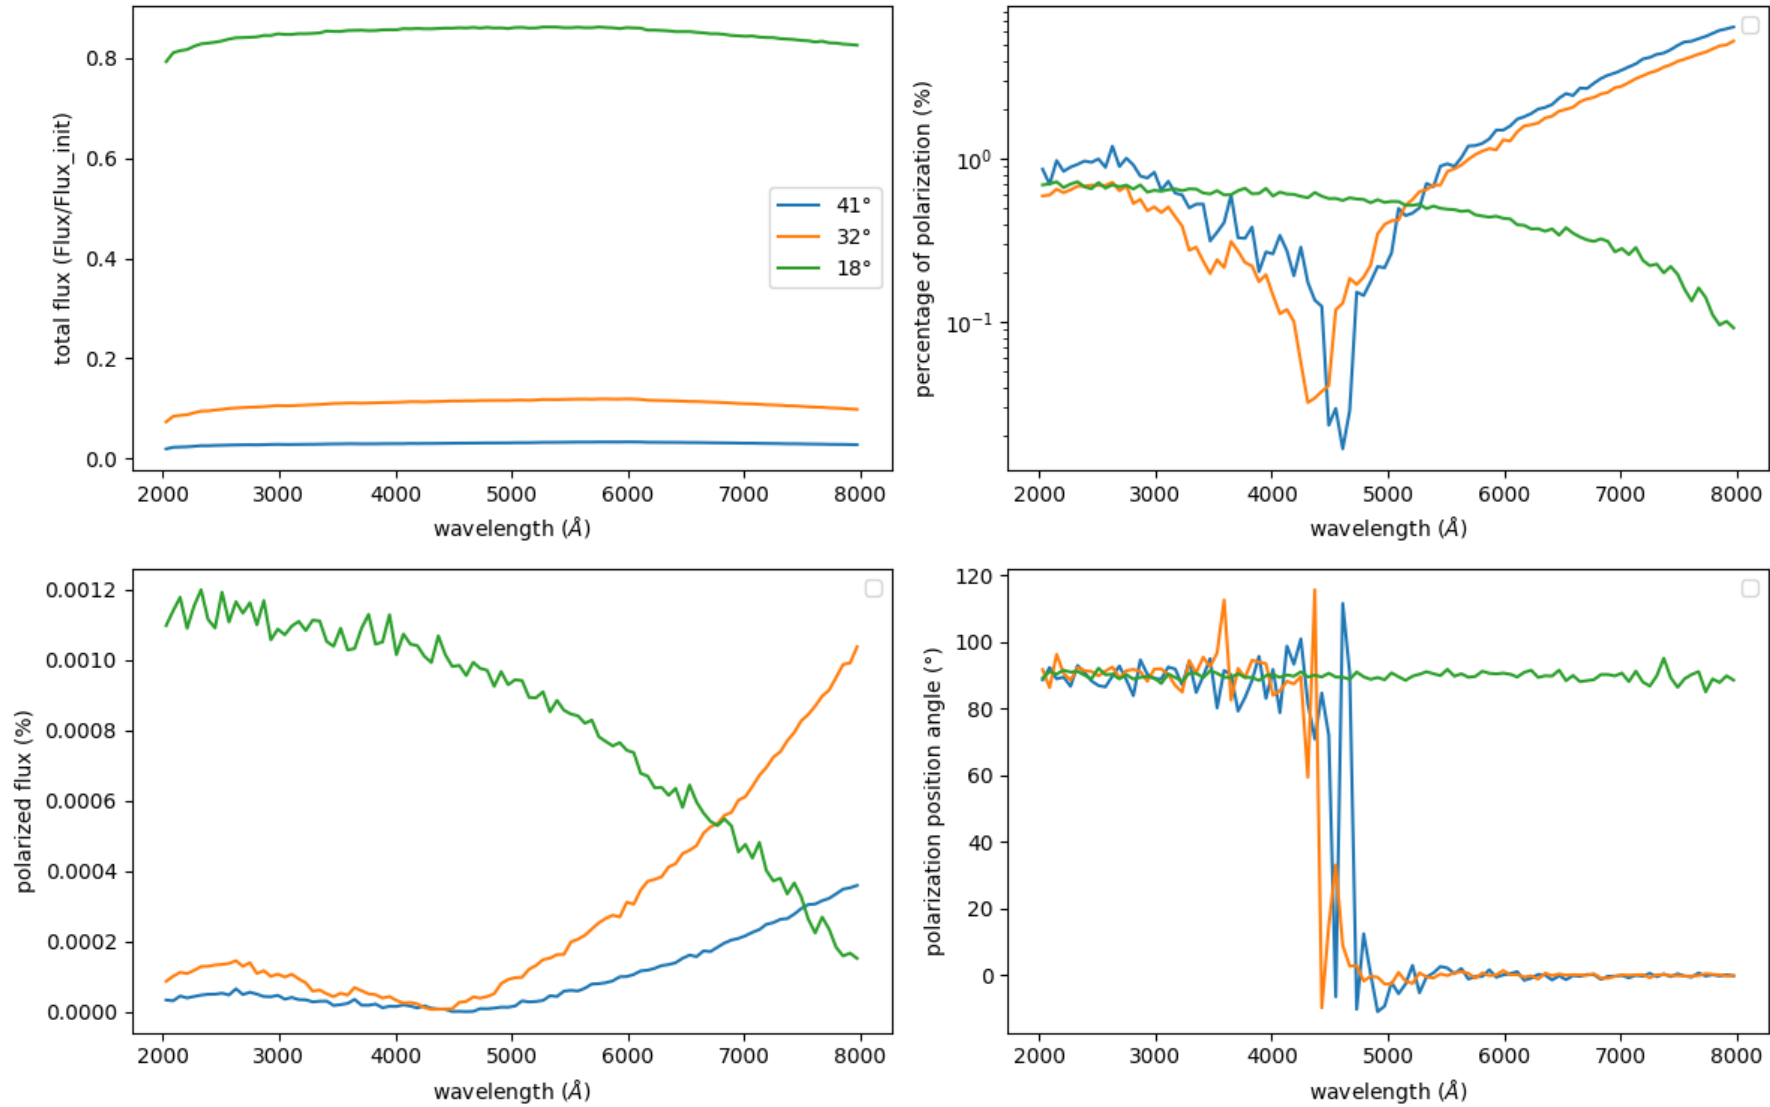 total flux (Flux/Flux_init)
0.8
0.6
0.4
0.2
0.0
41°
32°
18°
2000 3000 4000 5000 6000 7000 8000
wavelength (Å)
percentage of polarization (%)
10⁰
10⁻¹
2000 3000 4000 5000 6000 7000 8000
wavelength (Å)
polarized flux (%)
0.0012
0.0010
0.0008
0.0006
0.0004
0.0002
0.0000
2000 3000 4000 5000 6000 7000 8000
wavelength (Å)
polarization position angle (°)
120
100
80
60
40
20
0
2000 3000 4000 5000 6000 7000 8000
wavelength (Å)